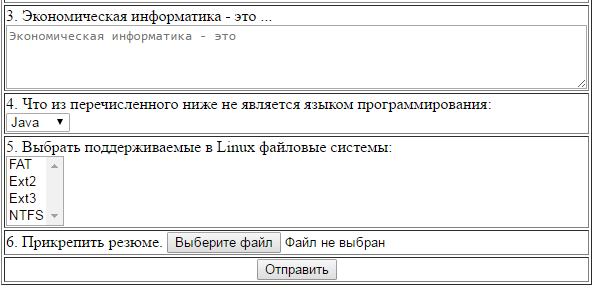 3. Экономическая информатика - это ...
Экономическая информатика - это
4. Что из перечисленного ниже не является языком программирования:
Java
5. Выбрать поддерживаемые в Linux файловые системы:
FAT
Ext2
Ext3
NTFS
6. Прикрепить резюме. Выберите файл Файл не выбран
Отправить